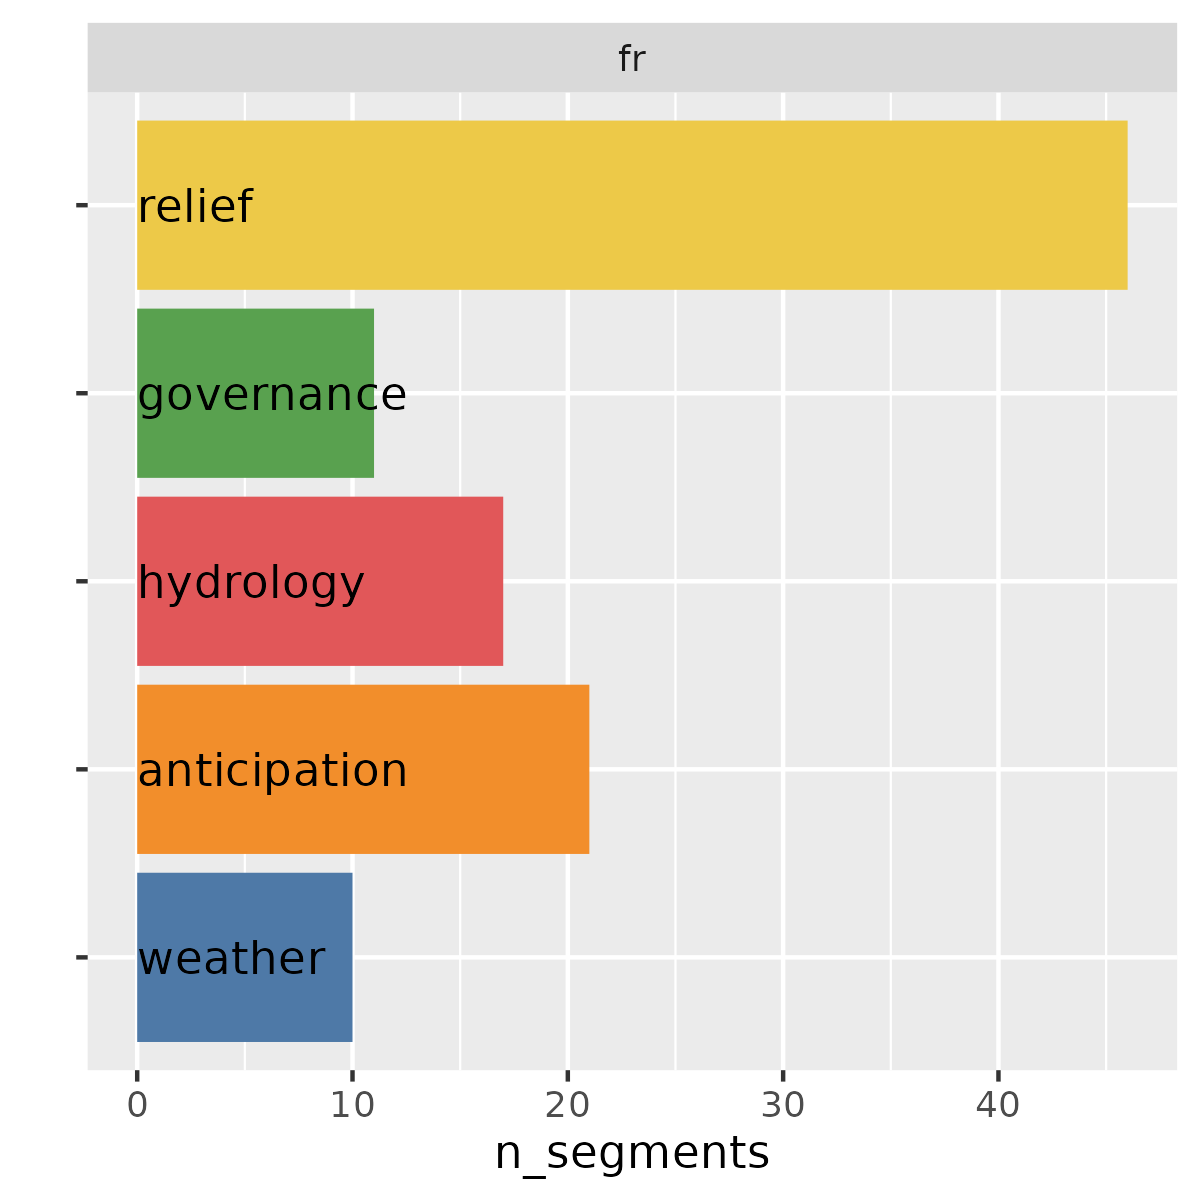 fr
relief
governance
hydrology
anticipation
weather
0 10 20 30 40
n_segments